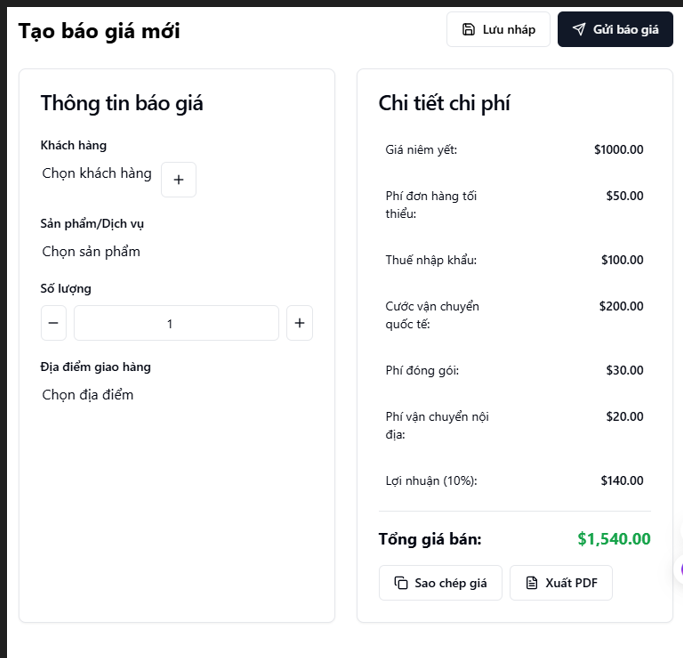 Tạo báo giá mới
Lưu nháp
Gửi báo giá
Thông tin báo giá
Khách hàng
Chọn khách hàng
+
Sản phẩm/Dịch vụ
Chọn sản phẩm
Số lượng
− 1 +
Địa điểm giao hàng
Chọn địa điểm
Chi tiết chi phí
Giá niêm yết: $1000.00
Phí đơn hàng tối $50.00
thiểu:
Thuế nhập khẩu: $100.00
Cước vận chuyển $200.00
quốc tế:
Phí đóng gói: $30.00
Phí vận chuyển nội $20.00
địa:
Lợi nhuận (10%): $140.00
Tổng giá bán: $1,540.00
Sao chép giá
Xuất PDF